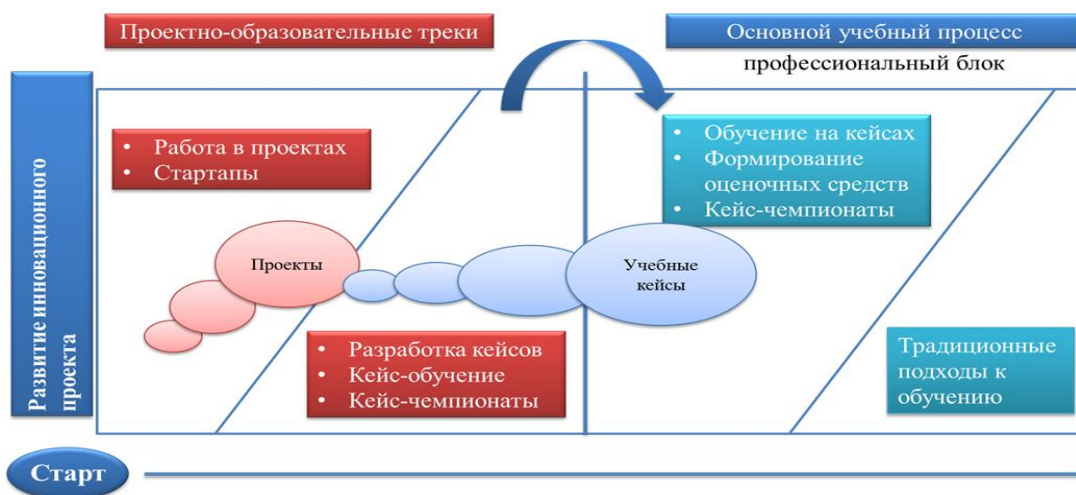 Проектно-образовательные треки
Основной учебный процесс
профессиональный блок
Развитие инновационного
проекта
• Работа в проектах
• Стартапы
• Обучение на кейсах
• Формирование
оценочных средств
• Кейс-чемпионаты
Проекты
Учебные
кейсы
• Разработка кейсов
• Кейс-обучение
• Кейс-чемпионаты
Традиционные
подходы к
обучению
Старт